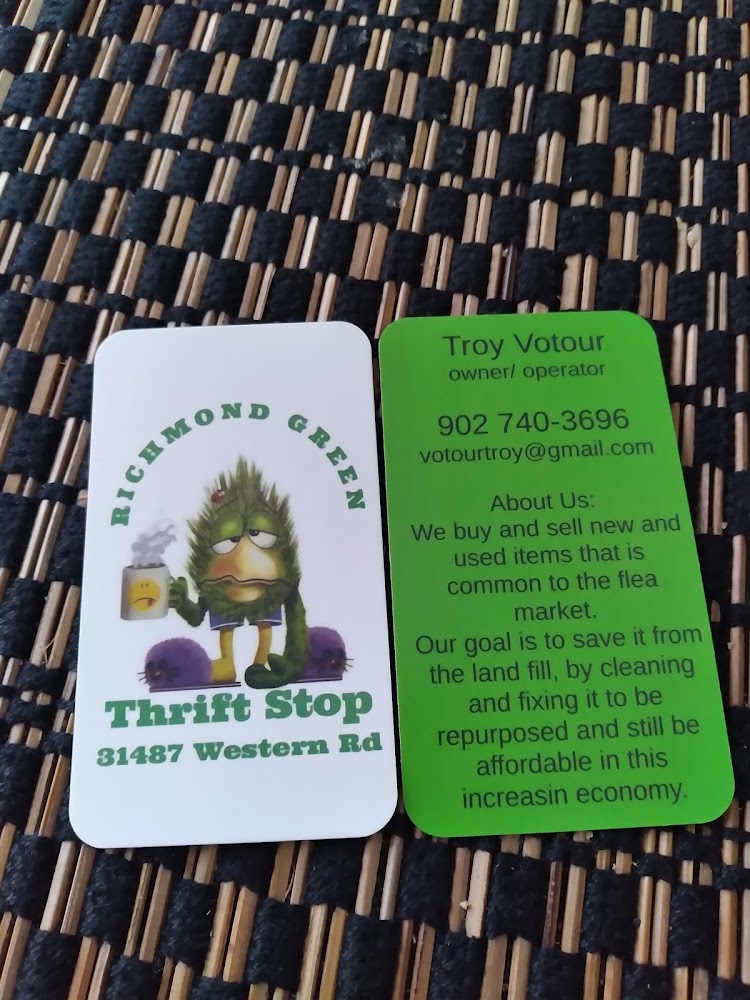 RICHMOND GREEN
Thrift Stop
31487 Western Rd
Troy Votour
owner/ operator
902 740-3696
votourtroy@gmail.com
About Us:
We buy and sell new and
used items that is
common to the flea
market.
Our goal is to save it from
the land fill, by cleaning
and fixing it to be
repurposed and still be
affordable in this
increasin economy.